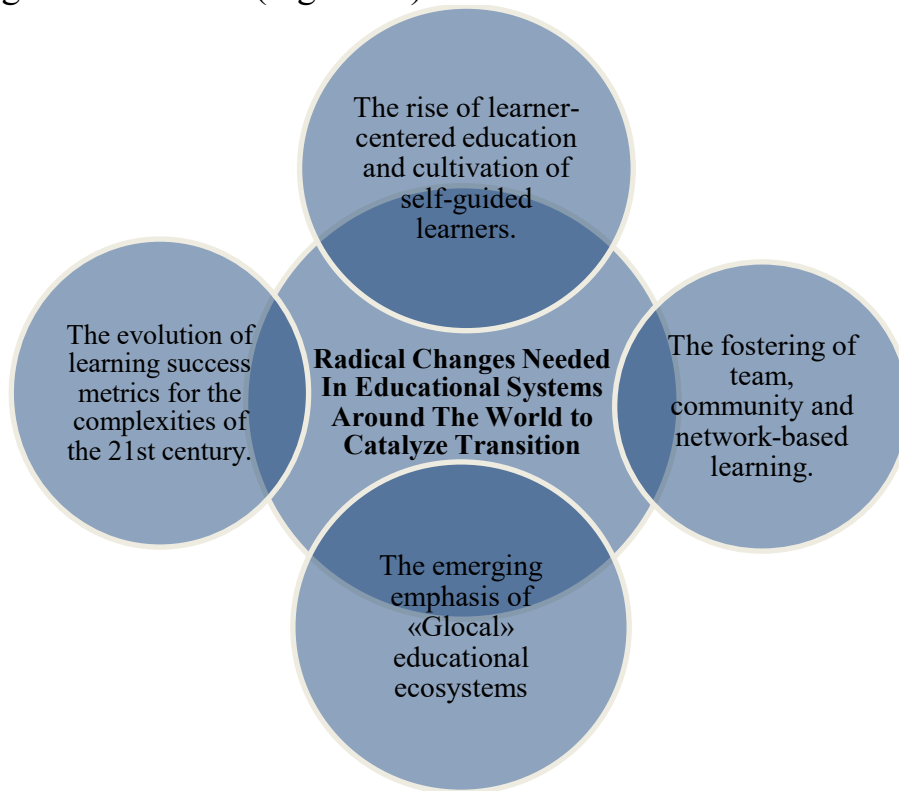 The rise of learner-
centered education
and cultivation of
self-guided
learners.
The evolution of
learning success
metrics for the
complexities of
the 21st century.
Radical Changes Needed
In Educational Systems
Around The World to
Catalyze Transition
The fostering of
team,
community and
network-based
learning.
The emerging
emphasis of
«Glocal»
educational
ecosystems